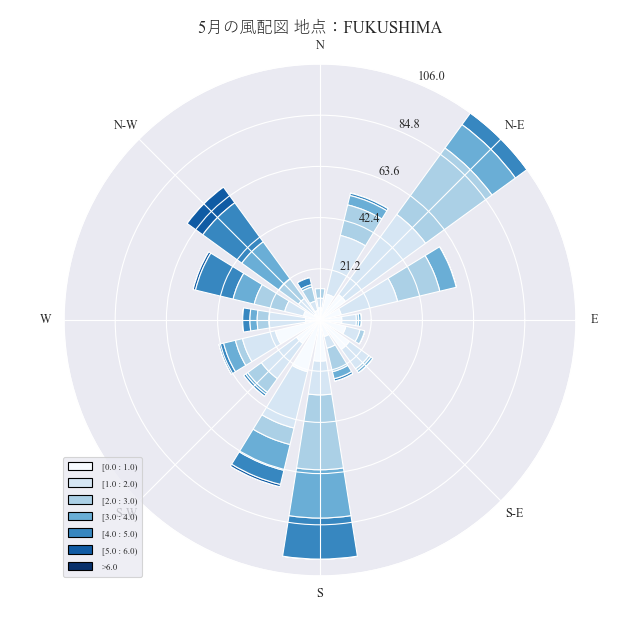 5月の風配図 地点：FUKUSHIMA
N
106.0
N-W
N-E
84.8
63.6
42.4
21.2
W
E
[0.0 : 1.0)
[1.0 : 2.0)
[2.0 : 3.0)
[3.0 : 4.0)
[4.0 : 5.0)
[5.0 : 6.0)
>6.0
S-W
S-E
S